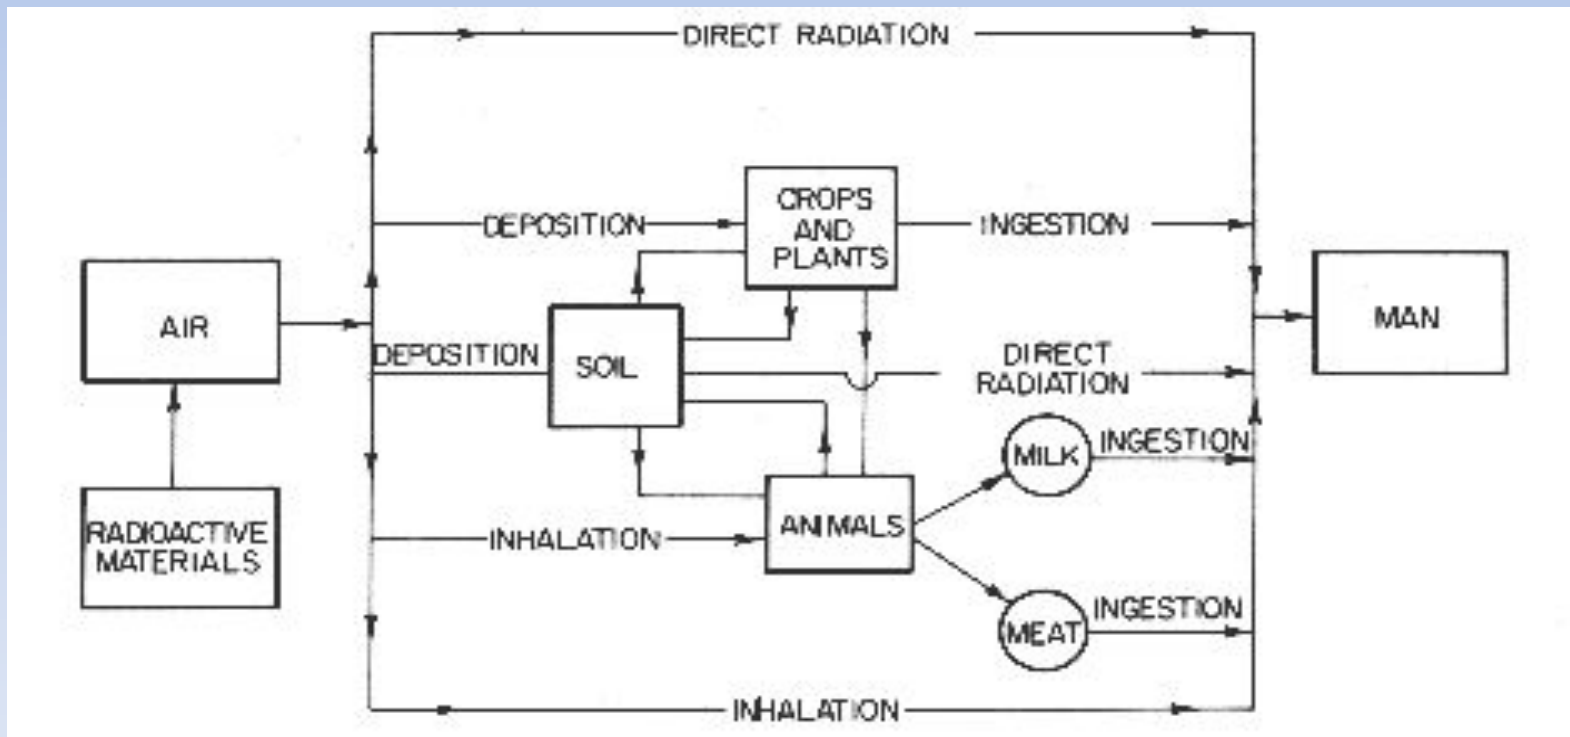 DIRECT RADIATION
DEPOSITION
CROPS
AND
PLANTS
INGESTION
AIR
MAN
DEPOSITION
SOIL
DIRECT
RADIATION
MILK
INGESTION
RADIOACTIVE
MATERIALS
INHALATION
ANIMALS
MEAT
INGESTION
INHALATION